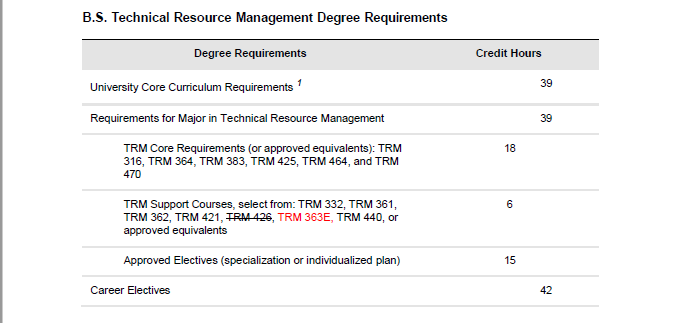 B.S. Technical Resource Management Degree Requirements
Degree Requirements Credit Hours
University Core Curriculum Requirements 1 39
Requirements for Major in Technical Resource Management 39
TRM Core Requirements (or approved equivalents): TRM 18
316, TRM 364, TRM 383, TRM 425, TRM 464, and TRM
470
TRM Support Courses, select from: TRM 332, TRM 361, 6
TRM 362, TRM 421, TRM 426, TRM 363E, TRM 440, or
approved equivalents
Approved Electives (specialization or individualized plan) 15
Career Electives 42